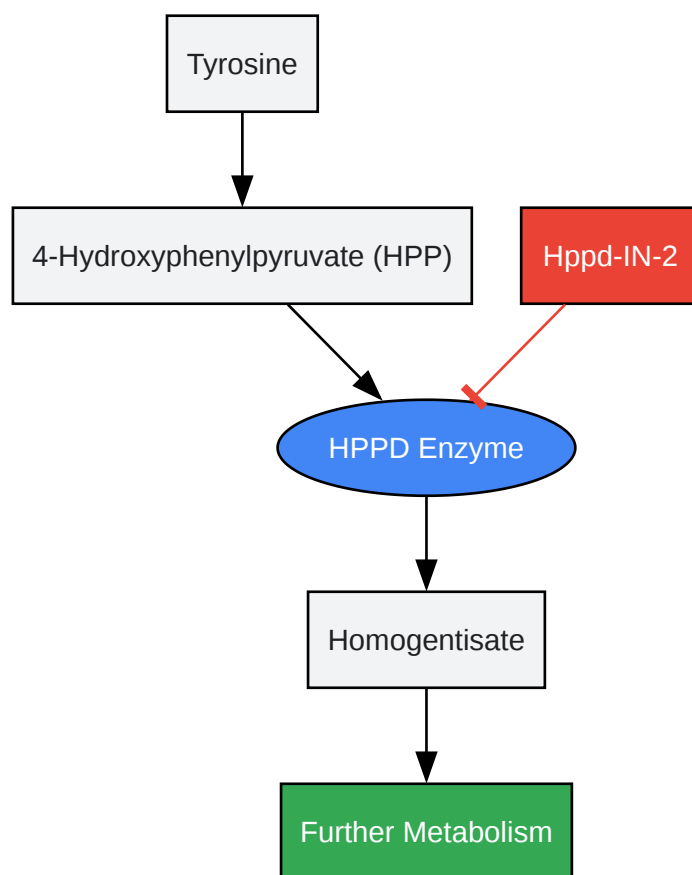 Tyrosine
4-Hydroxyphenylpyruvate (HPP)
Hppd-IN-2
HPPD Enzyme
Homogentisate
Further Metabolism